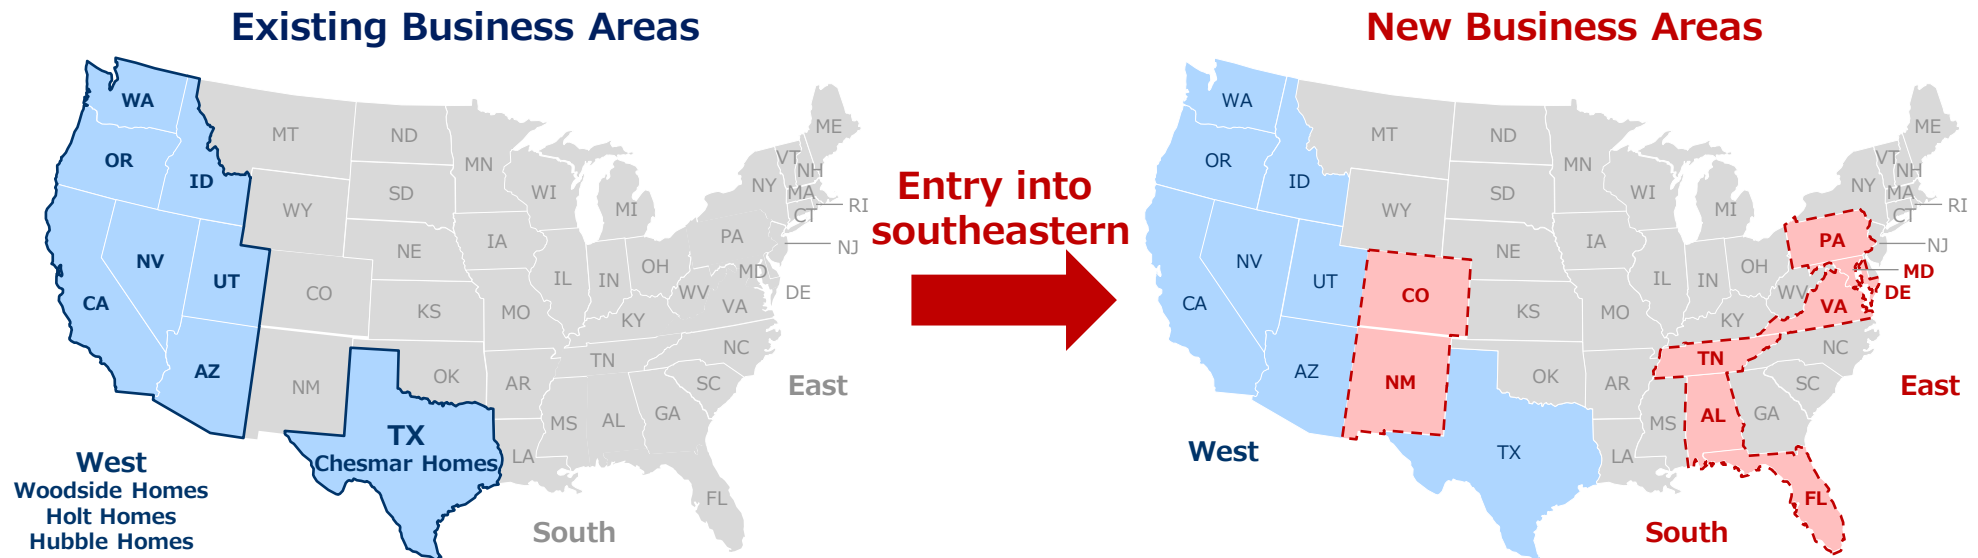 Existing Business Areas
WA
OR
ID
MT
ND
MN
SD
WY
WI
MI
NY
VT
NH
ME
MA
CT
RI
NJ
PA
NV
UT
CA
AZ
NE
IA
CO
KS
MO
IL
IN
OH
WV
MD
DE
VA
KY
TN
NC
SC
NM
OK
AR
MS
AL
GA
LA
FL
TX
Chesmar Homes
East
South
West
Woodside Homes
Holt Homes
Hubble Homes
Entry into
southeastern
New Business Areas
WA
OR
ID
MT
ND
MN
SD
WY
WI
MI
NY
VT
NH
ME
MA
CT
RI
NJ
PA
NV
UT
CA
AZ
NE
IA
CO
KS
MO
IL
IN
OH
WV
MD
DE
VA
KY
TN
NC
SC
NM
OK
AR
MS
AL
GA
LA
FL
TX
East
West
South